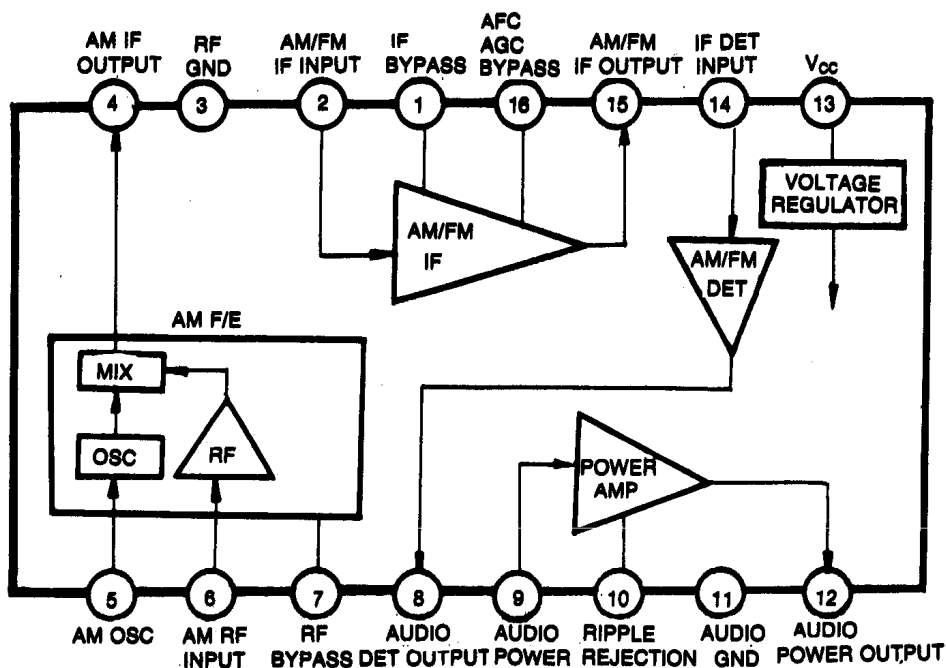 AM IF
OUTPUT
RF
GND
AM/FM
IF INPUT
IF
BYPASS
AFC
AGC
BYPASS
AM/FM
IF OUTPUT
IF DET
INPUT
Vcc
4
3
2
1
16
15
14
13
VOLTAGE
REGULATOR
AM/FM
IF
AM/FM
DET
AM F/E
MIX
OSC
RF
POWER
AMP
5
6
7
8
9
10
11
12
AM OSC
AM RF
INPUT
RF
BYPASS
AUDIO
DET OUTPUT
AUDIO
POWER
RIPPLE
REJECTION
AUDIO
GND
AUDIO
POWER OUTPUT